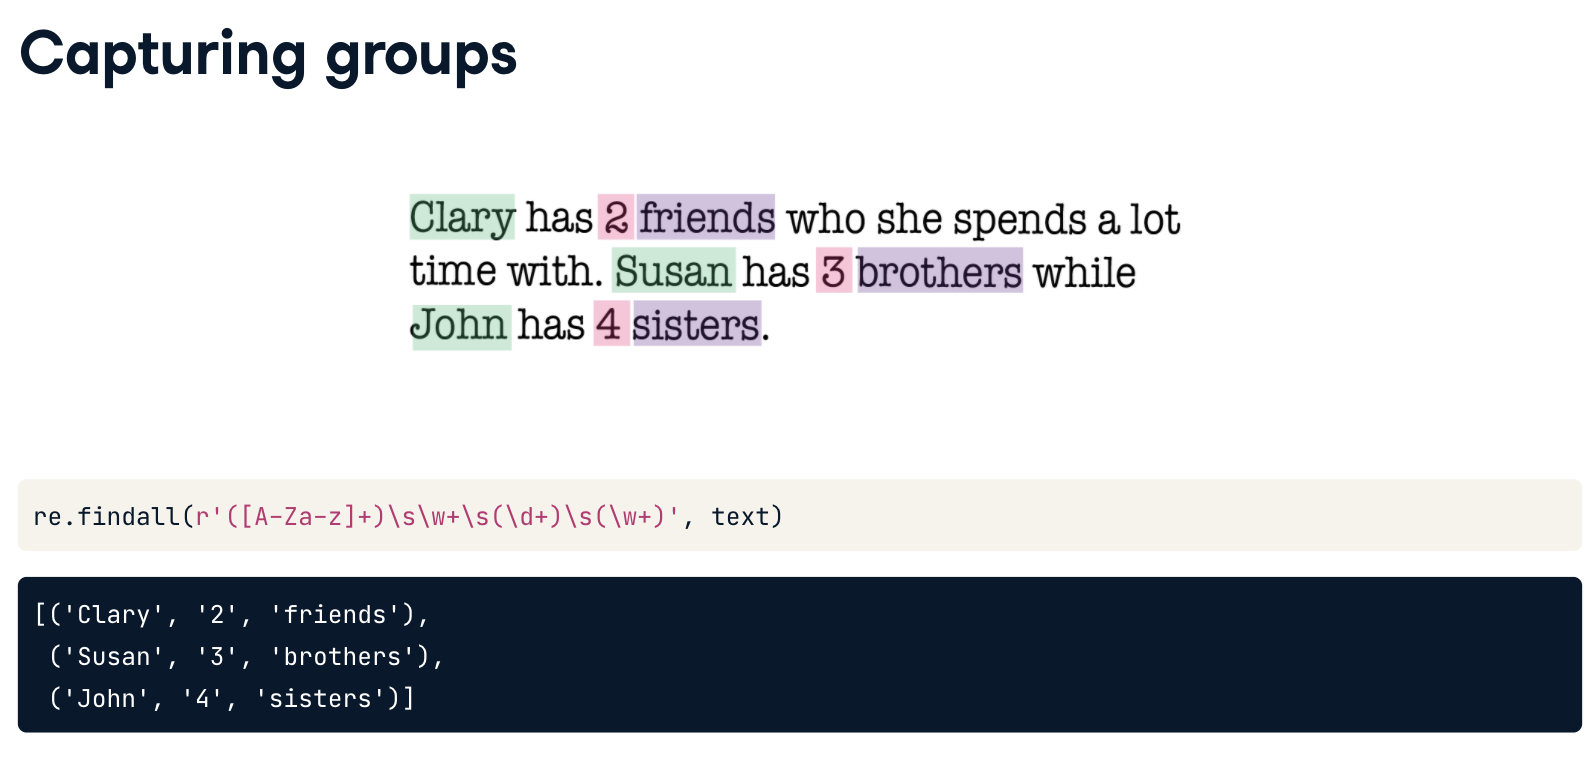 Capturing groups
Clary has 2 friends who she spends a lot
time with. Susan has 3 brothers while
John has 4 sisters.
re.findall(r'([A-Za-z]+)\s\w+\s(\d+)\s(\w+)', text)
[('Clary', '2', 'friends'),
('Susan', '3', 'brothers'),
('John', '4', 'sisters')]